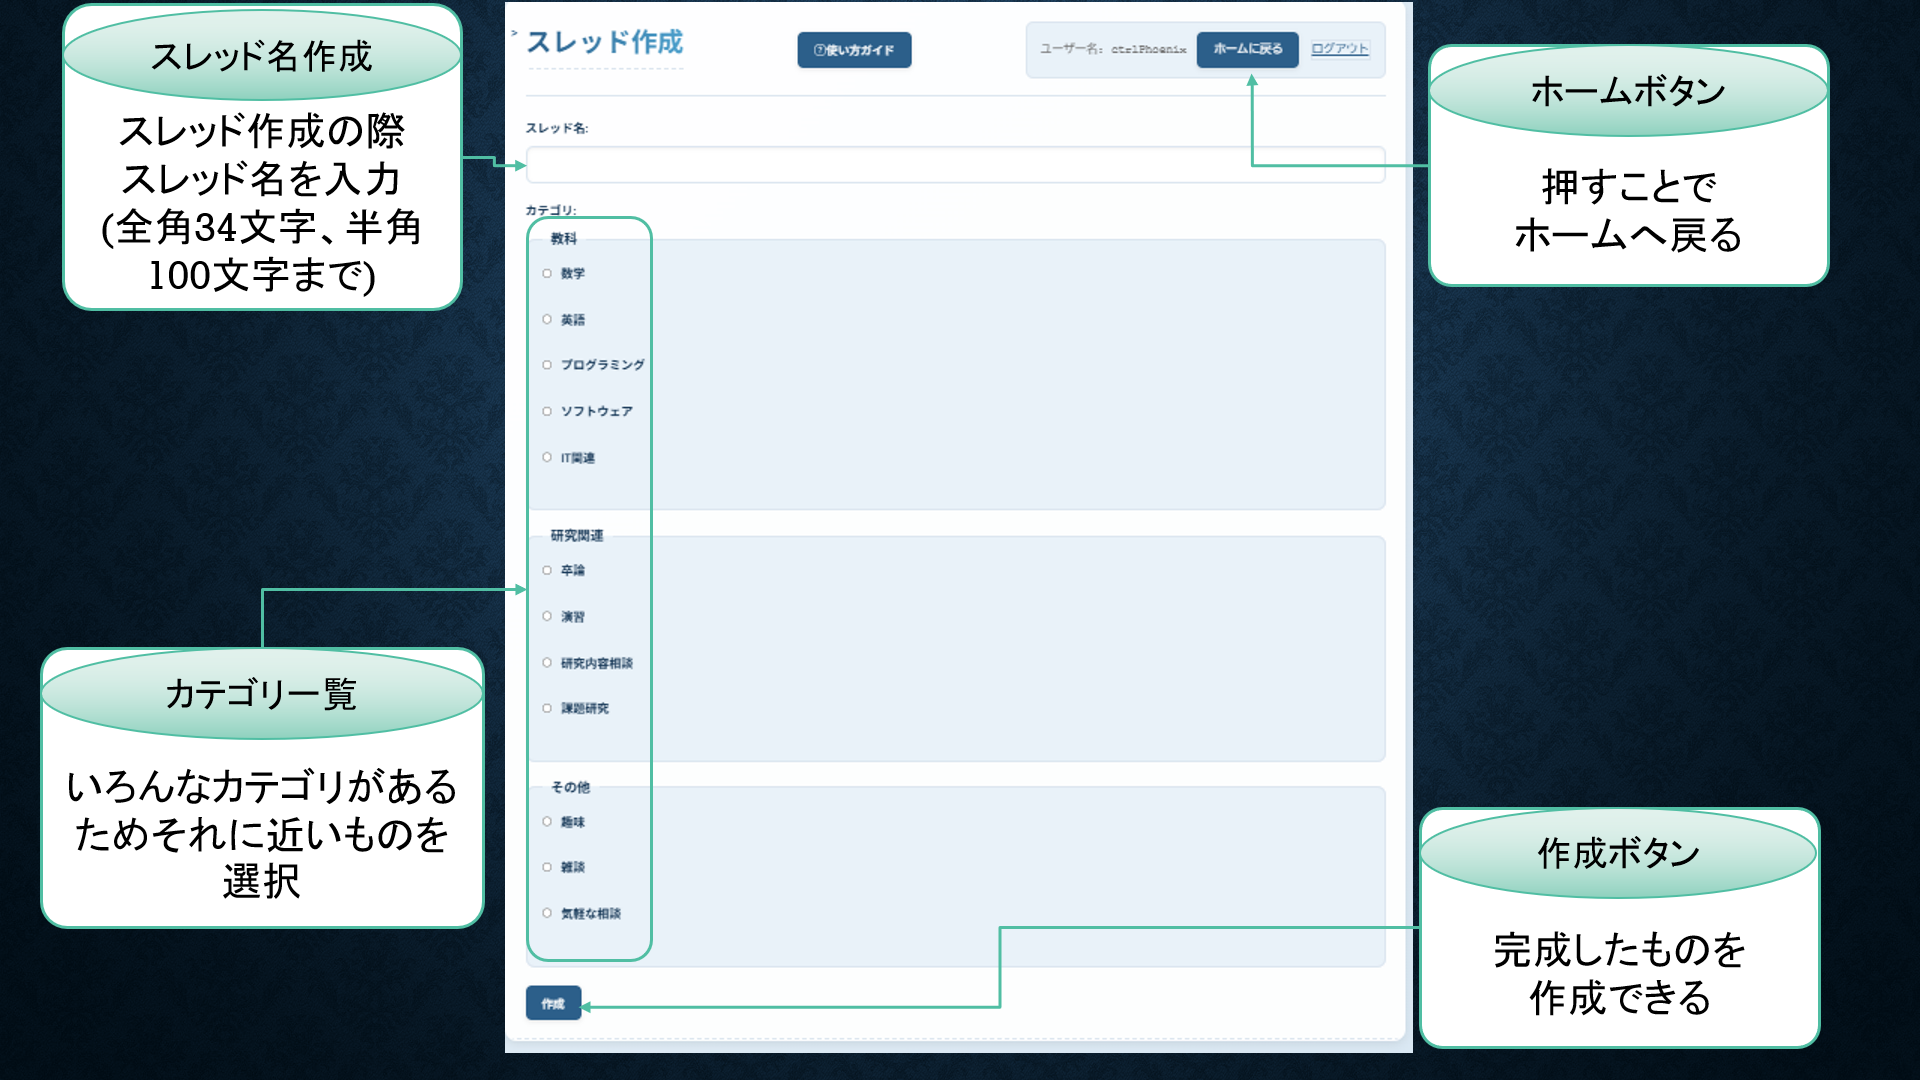 スレッド名作成
スレッド作成の際
スレッド名を入力
(全角34文字、半角
100文字まで)
カテゴリ一覧
いろんなカテゴリがある
ためそれに近いものを
選択
> スレッド作成
?使い方ガイド
ユーザー名: ctrlPhoenix
ホームに戻る
ログアウト
スレッド名:
カテゴリ:
教科
数学
英語
プログラミング
ソフトウェア
IT関連
研究関連
卒論
演習
研究内容相談
課題研究
その他
趣味
雑談
気軽な相談
作成
ホームボタン
押すことで
ホームへ戻る
作成ボタン
完成したものを
作成できる